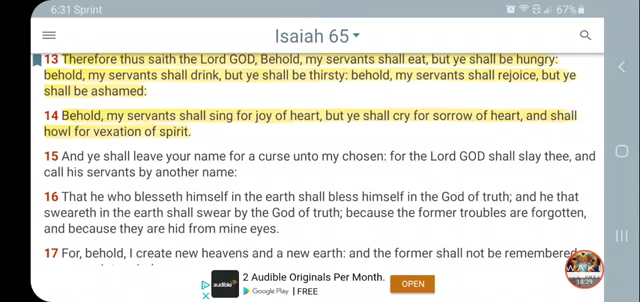 6:31 Sprint 67%
Isaiah 65
13 Therefore thus saith the Lord GOD, Behold, my servants shall eat, but ye shall be hungry:
behold, my servants shall drink, but ye shall be thirsty: behold, my servants shall rejoice, but ye
shall be ashamed:
14 Behold, my servants shall sing for joy of heart, but ye shall cry for sorrow of heart, and shall
howl for vexation of spirit.
15 And ye shall leave your name for a curse unto my chosen: for the Lord GOD shall slay thee, and
call his servants by another name:
16 That he who blesseth himself in the earth shall bless himself in the God of truth; and he that
sweareth in the earth shall swear by the God of truth; because the former troubles are forgotten,
and because they are hid from mine eyes.
17 For, behold, I create new heavens and a new earth: and the former shall not be remembered,
WAKE
18:29
audible
2 Audible Originals Per Month.
Google Play | FREE
OPEN